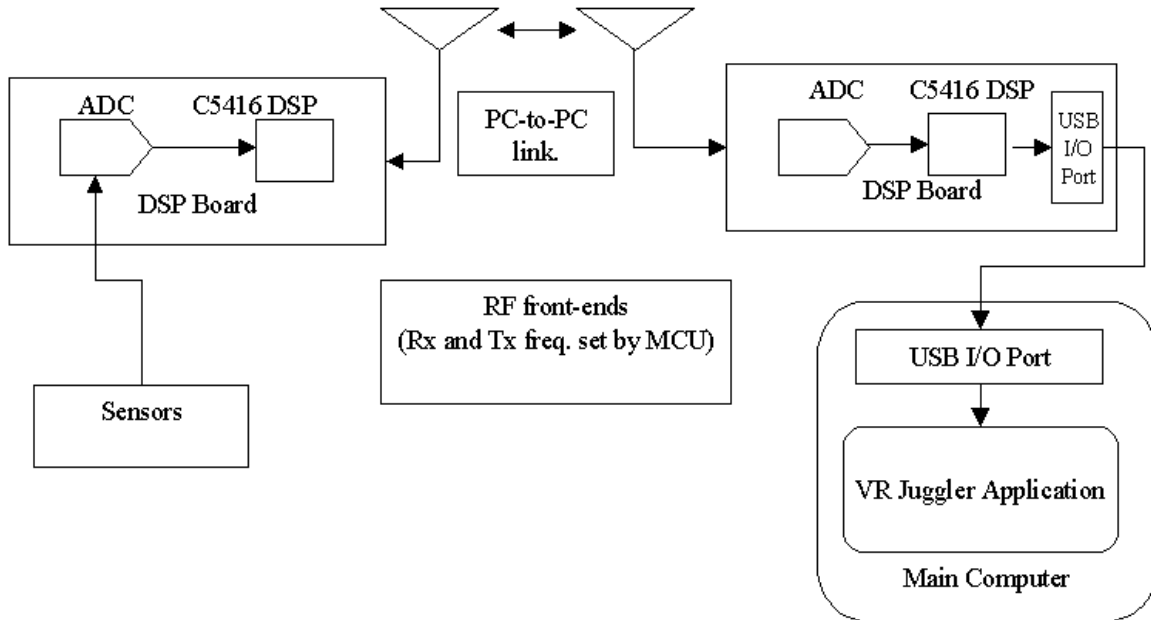 ADC
C5416 DSP
DSP Board
PC-to-PC
link.
ADC
C5416 DSP
USB
I/O
Port
DSP Board
RF front-ends
(Rx and Tx freq. set by MCU)
Sensors
USB I/O Port
VR Juggler Application
Main Computer